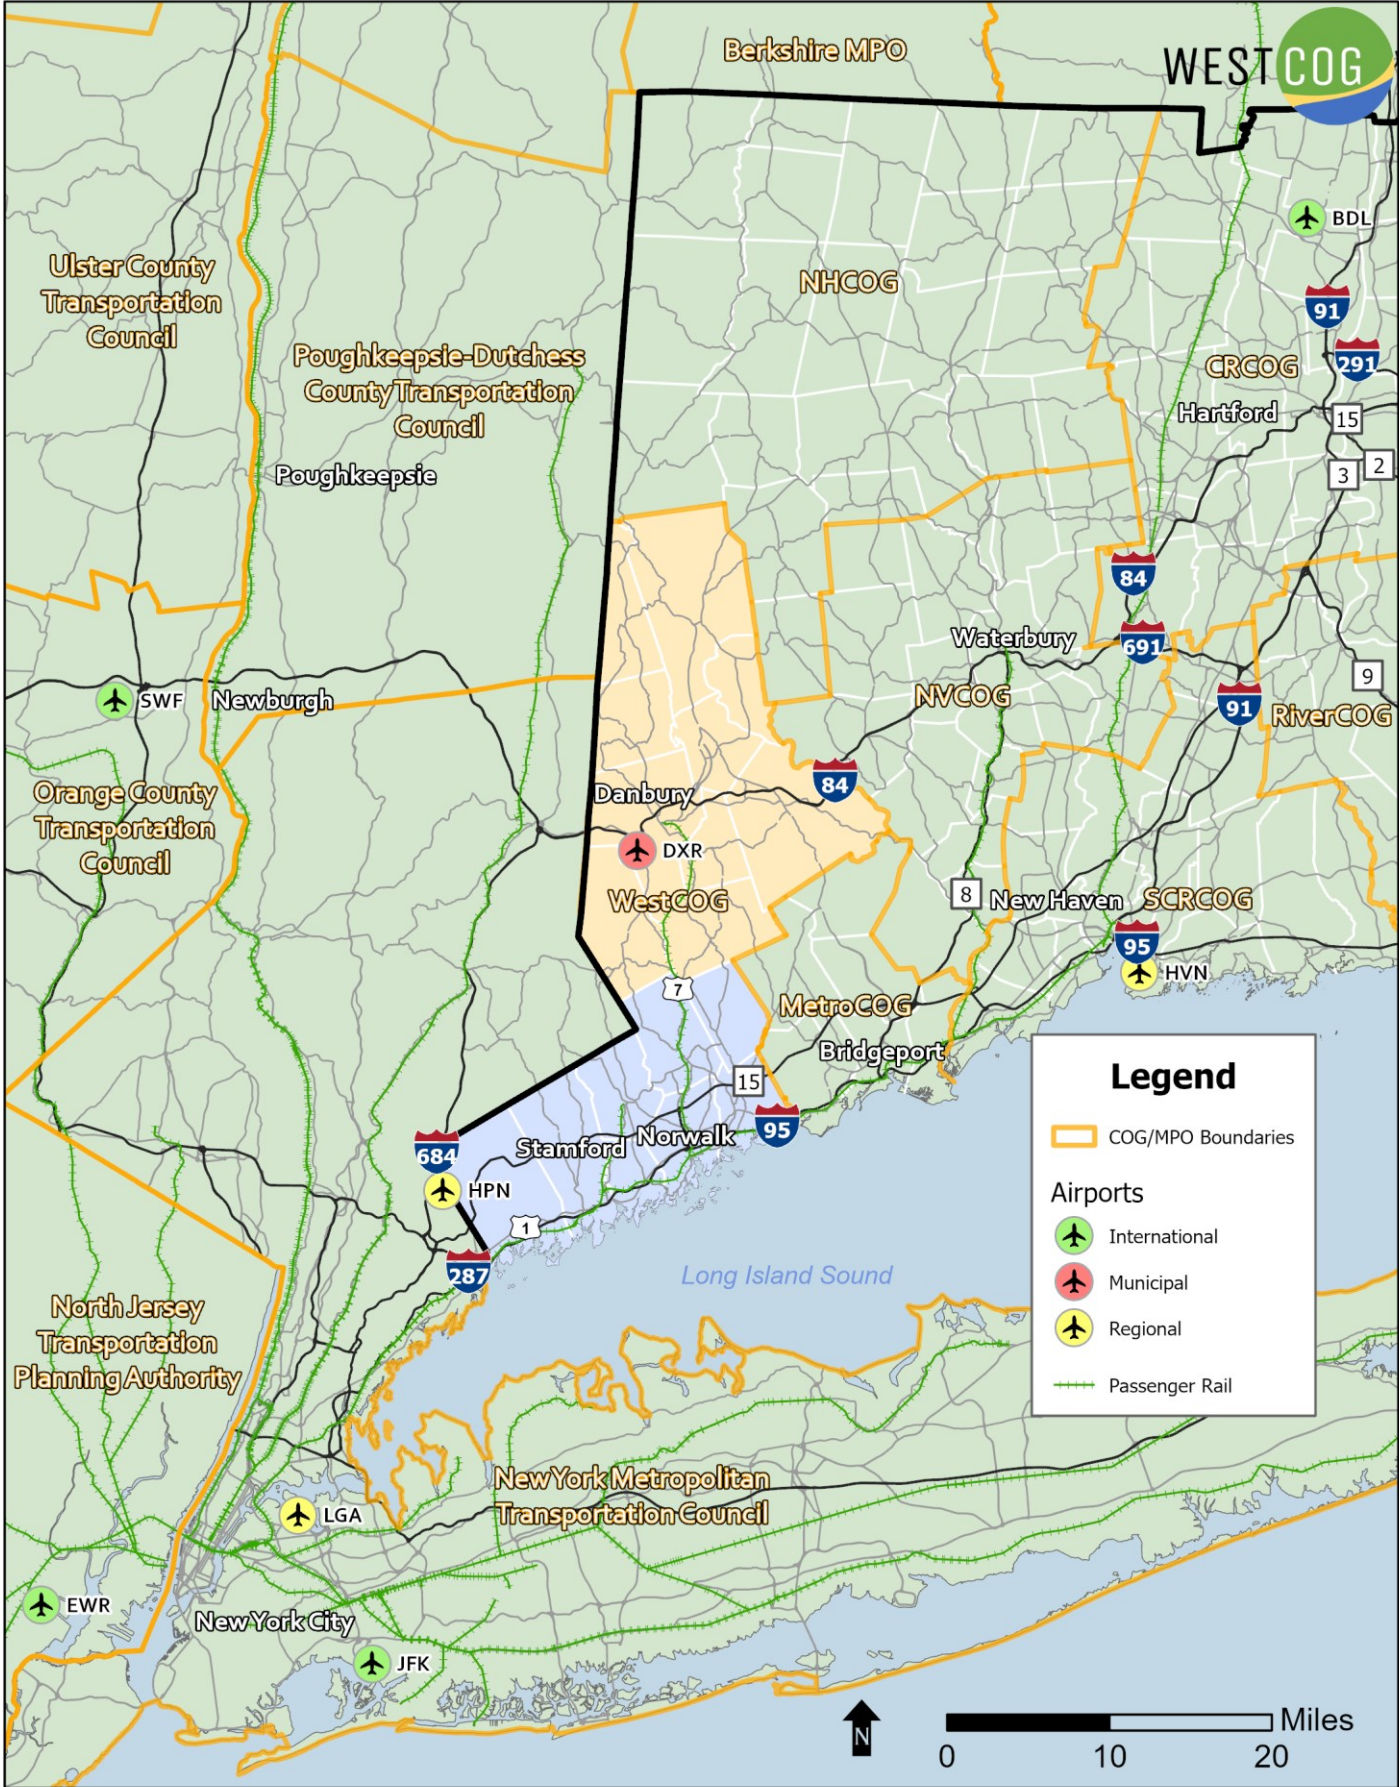 Berkshire MPO
WESTCOG
BDL
Ulster County
Transportation
Council
NHCOG
91
Poughkeepsie-Dutchess
County Transportation
Council
291
CRCOG
Hartford
15
Poughkeepsie
3
2
84
Waterbury
691
9
SWF
Newburgh
NVCOG
91
RiverCOG
84
Orange County
Transportation
Council
Danbury
DXR
WestCOG
8
New Haven
SCRCOG
95
HVN
7
MetroCOG
Bridgeport
15
95
Stamford
Norwalk
684
HPN
1
287
Long Island Sound
Legend
COG/MPO Boundaries
Airports
International
Municipal
Regional
Passenger Rail
North Jersey
Transportation
Planning Authority
New York Metropolitan
Transportation Council
LGA
EWR
New York City
JFK
N
Miles
0 10 20